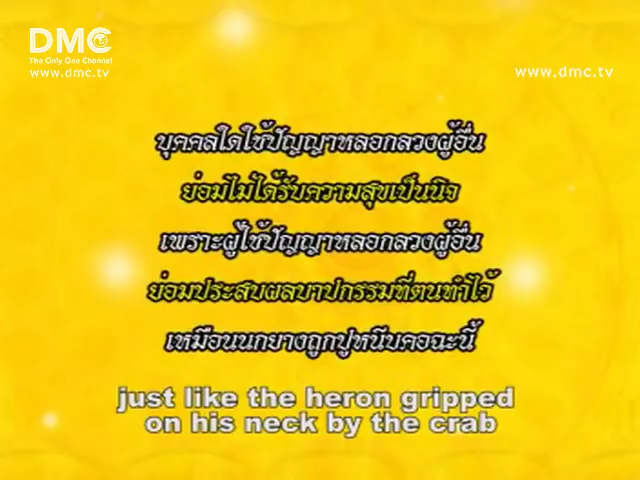 DMC
The Only One Channel
www.dmc.tv
www.dmc.tv
บุคคลใดใช้ปัญญาหลอกลวงผู้อื่น
ย่อมไม่ได้รับความสุขเป็นนิจ
เพราะผู้ใช้ปัญญาหลอกลวงผู้อื่น
ย่อมประสบผลบาปกรรมที่ตนทำไว้
เหมือนนกยางถูกปูหนีบคอฉะนี้
just like the heron gripped
on his neck by the crab